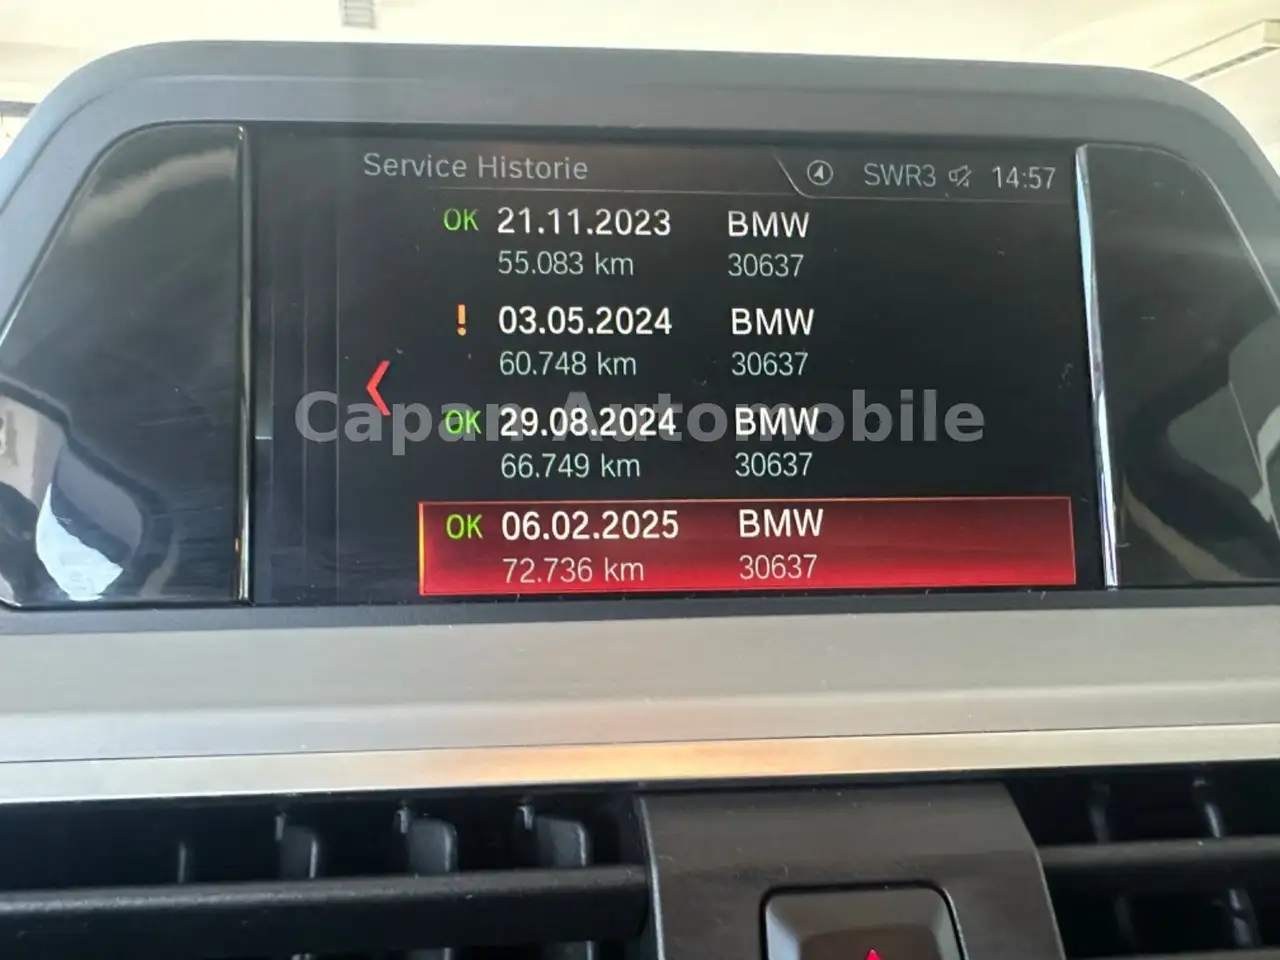 Service Historie SWR3 14:57
OK 21.11.2023 BMW
55.083 km 30637
! 03.05.2024 BMW
60.748 km 30637
Capan Automobile
OK 29.08.2024 BMW
66.749 km 30637
OK 06.02.2025 BMW
72.736 km 30637